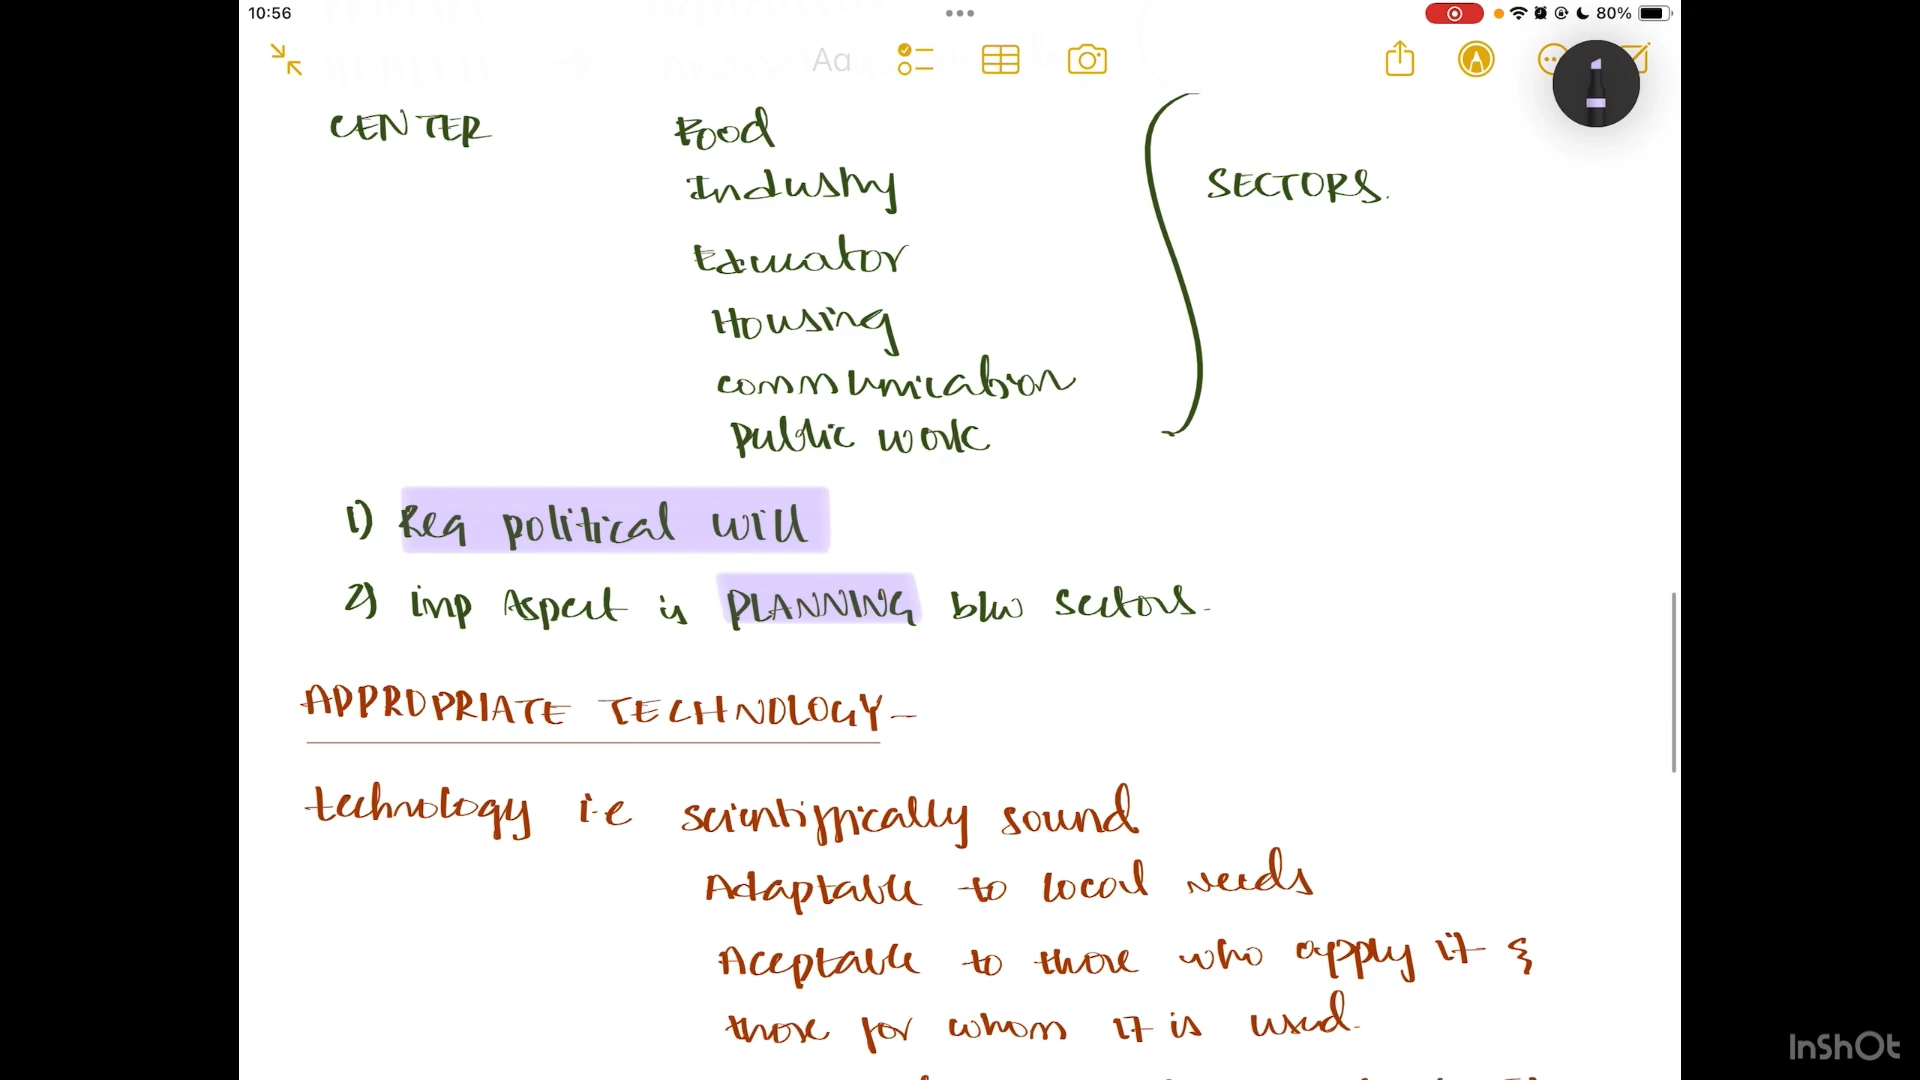 10:56
80%
Aa
CENTER Food
Industry
SECTORS.
Educator
Housing
communication
public work
1) Req political will
2) imp Aspect is PLANNING b/w sectors.
APPROPRIATE TECHNOLOGY -
technology i.e scientiffically sound
Adaptable to local needs
Aceptable to those who apply it &
those for whom it is used.
InShOt